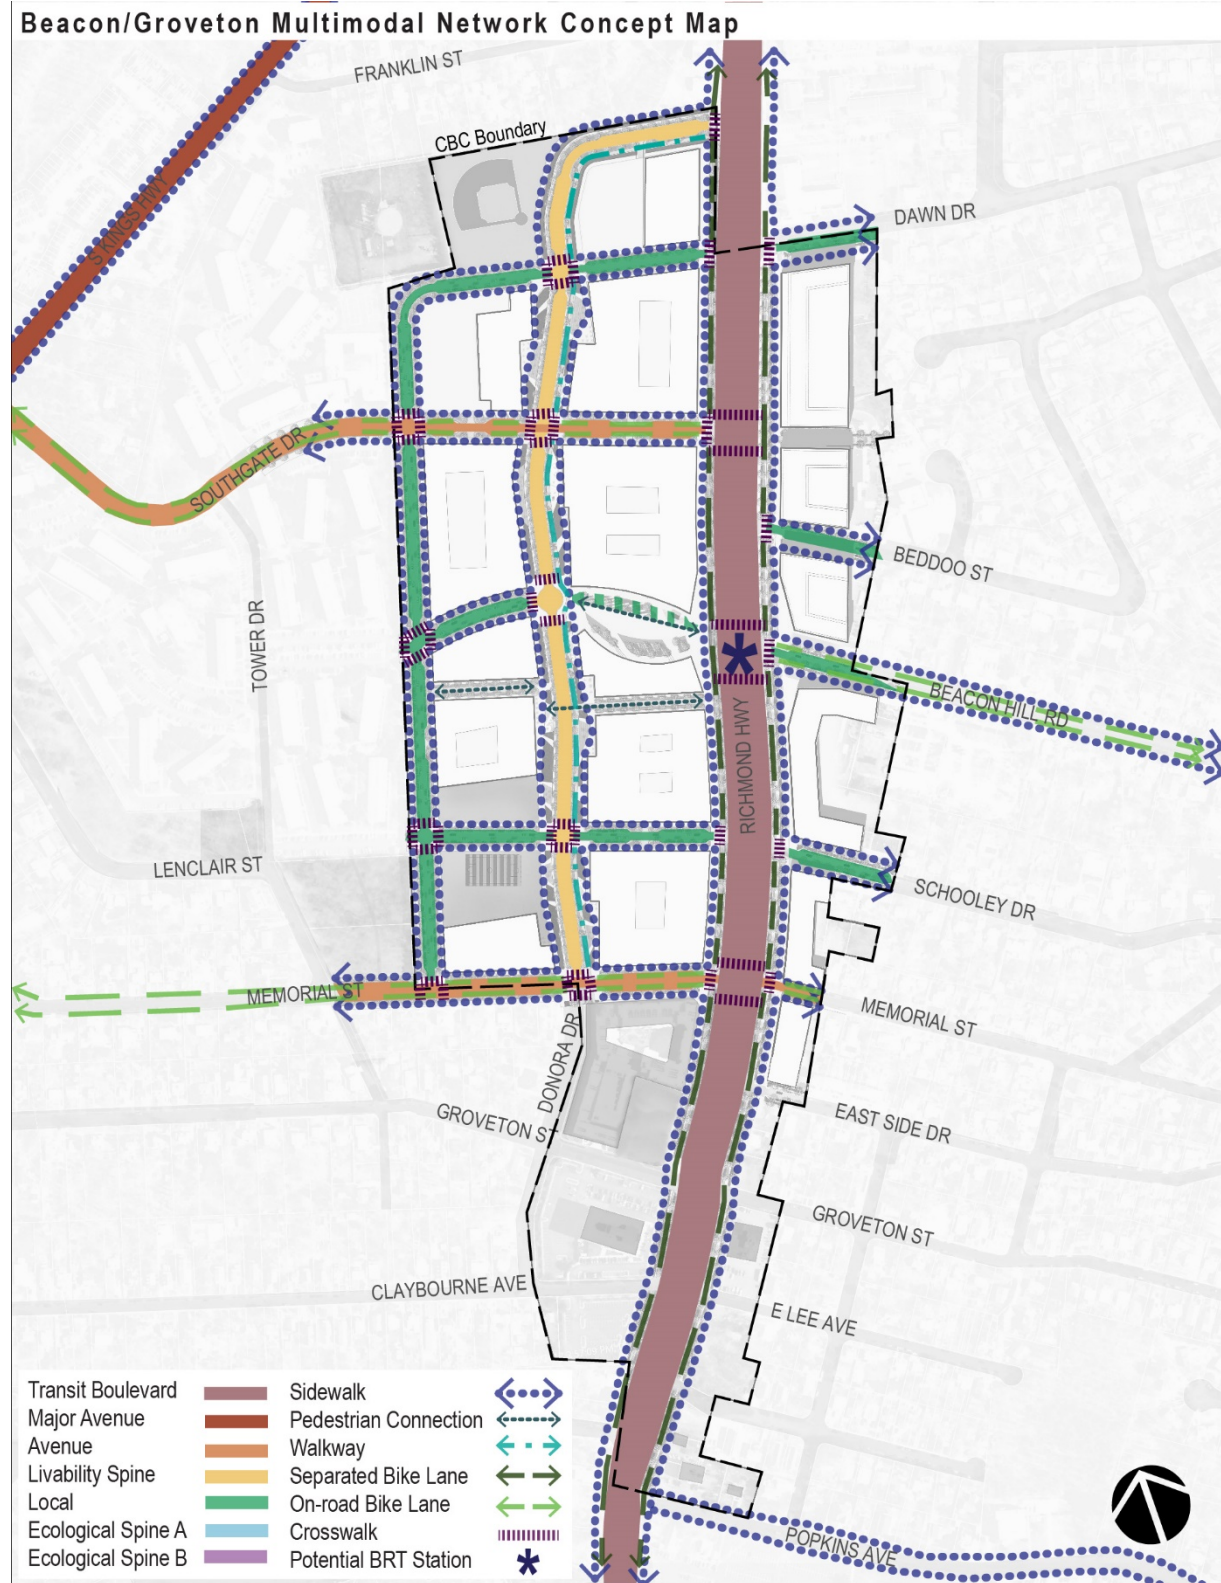 Beacon/Groveton Multimodal Network Concept Map
FRANKLIN ST
CBC Boundary
S KINGS HWY
DAWN DR
SOUTHGATE DR
BEDDOO ST
TOWER DR
BEACON HILL RD
RICHMOND HWY
LENCLAIR ST
SCHOOLEY DR
MEMORIAL ST
MEMORIAL ST
DONORA DR
GROVETON ST
EAST SIDE DR
GROVETON ST
CLAYBOURNE AVE
E LEE AVE
POPKINS AVE
Transit Boulevard
Major Avenue
Avenue
Livability Spine
Local
Ecological Spine A
Ecological Spine B
Sidewalk
Pedestrian Connection
Walkway
Separated Bike Lane
On-road Bike Lane
Crosswalk
Potential BRT Station